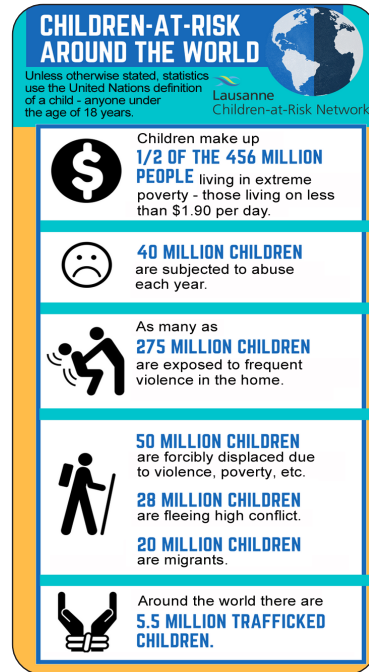 CHILDREN-AT-RISK
AROUND THE WORLD
Unless otherwise stated, statistics
use the United Nations definition
of a child - anyone under
the age of 18 years.
Lausanne
Children-at-Risk Network
$
Children make up
1/2 OF THE 456 MILLION
PEOPLE living in extreme
poverty - those living on less
than $1.90 per day.
40 MILLION CHILDREN
are subjected to abuse
each year.
As many as
275 MILLION CHILDREN
are exposed to frequent
violence in the home.
50 MILLION CHILDREN
are forcibly displaced due
to violence, poverty, etc.
28 MILLION CHILDREN
are fleeing high conflict.
20 MILLION CHILDREN
are migrants.
Around the world there are
5.5 MILLION TRAFFICKED
CHILDREN.